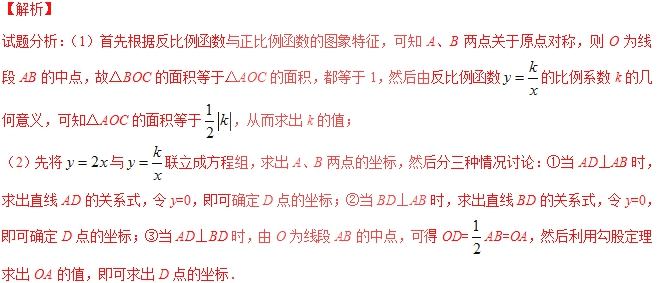 【解析】
试题分析：（1）首先根据反比例函数与正比例函数的图象特征，可知 A、B 两点关于原点对称，则 O 为线
段 AB 的中点，故△BOC 的面积等于△AOC 的面积，都等于 1，然后由反比例函数 y=k/x 的比例系数 k 的几
何意义，可知△AOC 的面积等于 1/2|k|，从而求出 k 的值；
（2）先将 y=2x 与 y=k/x 联立成方程组，求出 A、B 两点的坐标，然后分三种情况讨论：①当 AD⊥AB 时，
求出直线 AD 的关系式，令 y=0，即可确定 D 点的坐标；②当 BD⊥AB 时，求出直线 BD 的关系式，令 y=0，
即可确定 D 点的坐标；③当 AD⊥BD 时，由 O 为线段 AB 的中点，可得 OD=1/2AB=OA，然后利用勾股定理
求出 OA 的值，即可求出 D 点的坐标．